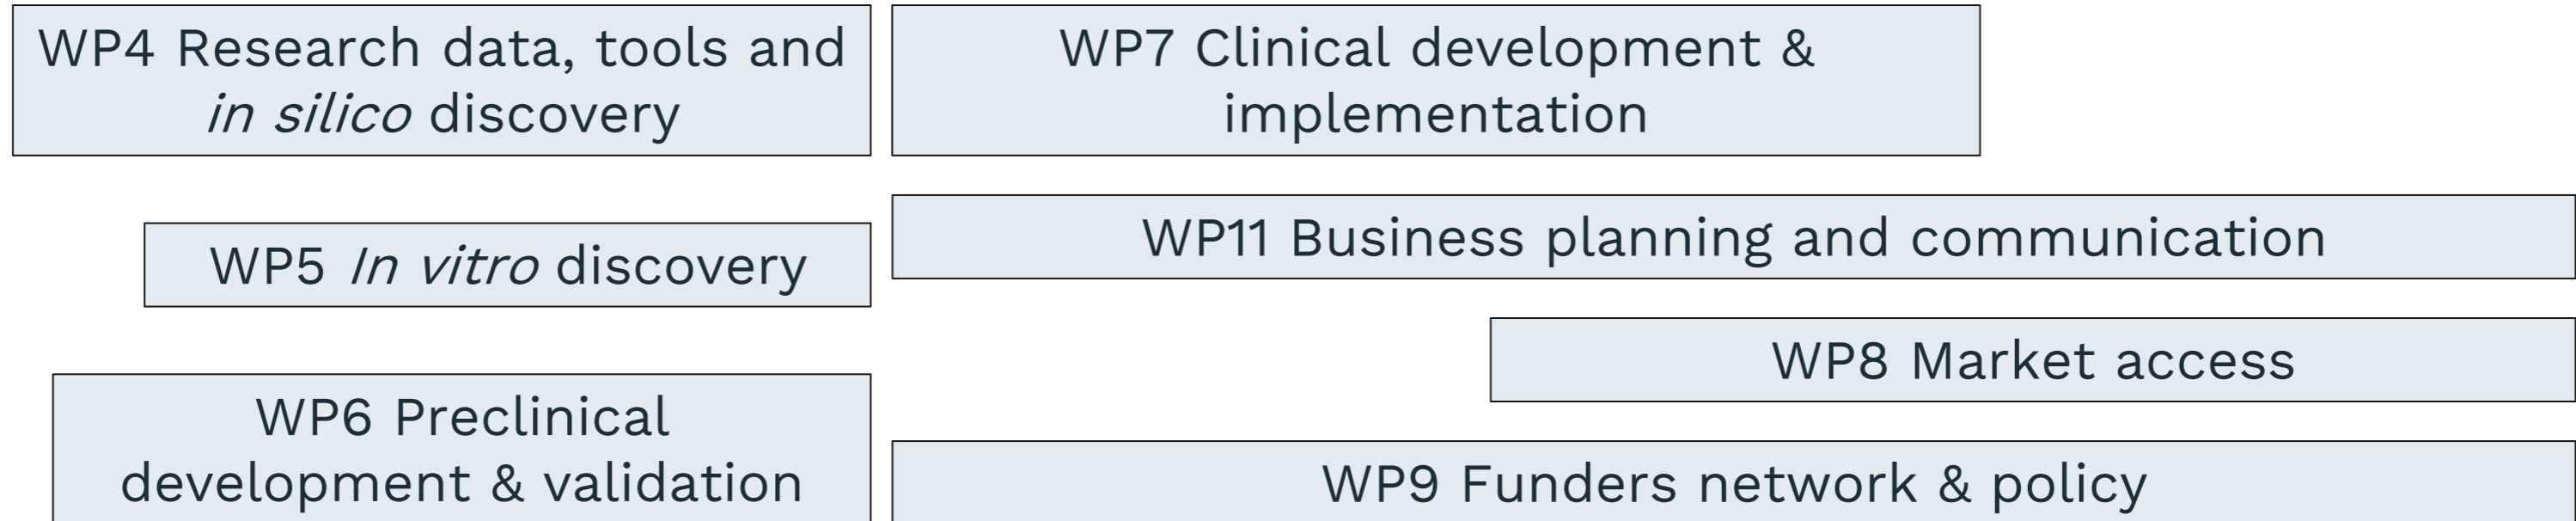 WP4 Research data, tools and
in silico discovery
WP7 Clinical development &
implementation
WP11 Business planning and communication
WP5 In vitro discovery
WP8 Market access
WP6 Preclinical
development & validation
WP9 Funders network & policy